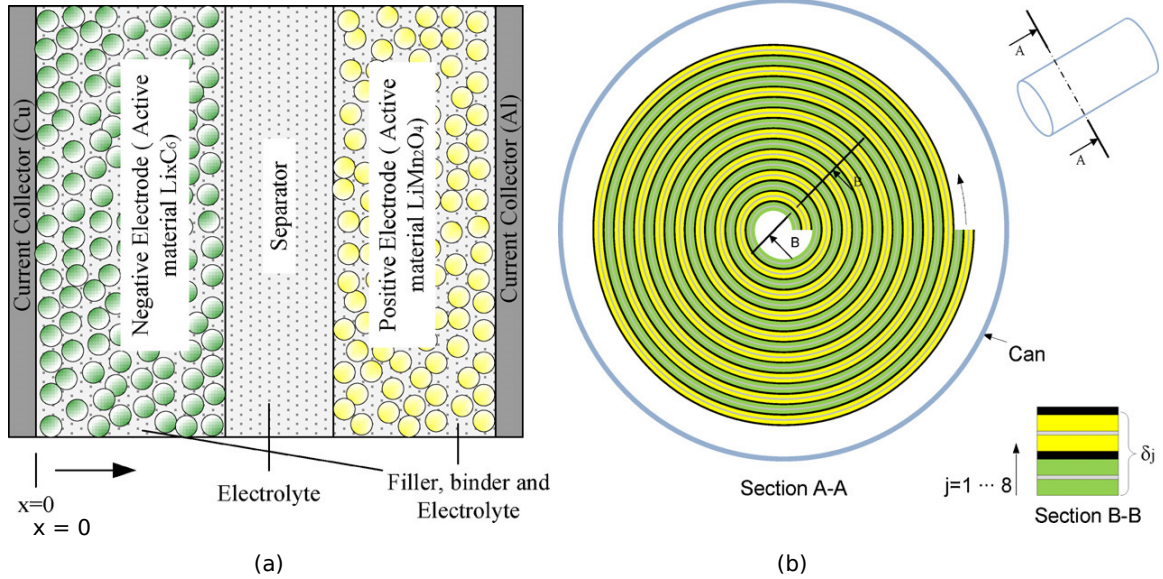 Current Collector (Cu)
Negative Electrode ( Active
material LixC6)
Separator
Positive Electrode ( Active
material LiMn2O4)
Current Collector (Al)
x=0
x = 0
Electrolyte
Filler, binder and
Electrolyte
(a)
A
A
B
B
Can
Section A-A
j=1 ··· 8
δj
Section B-B
(b)